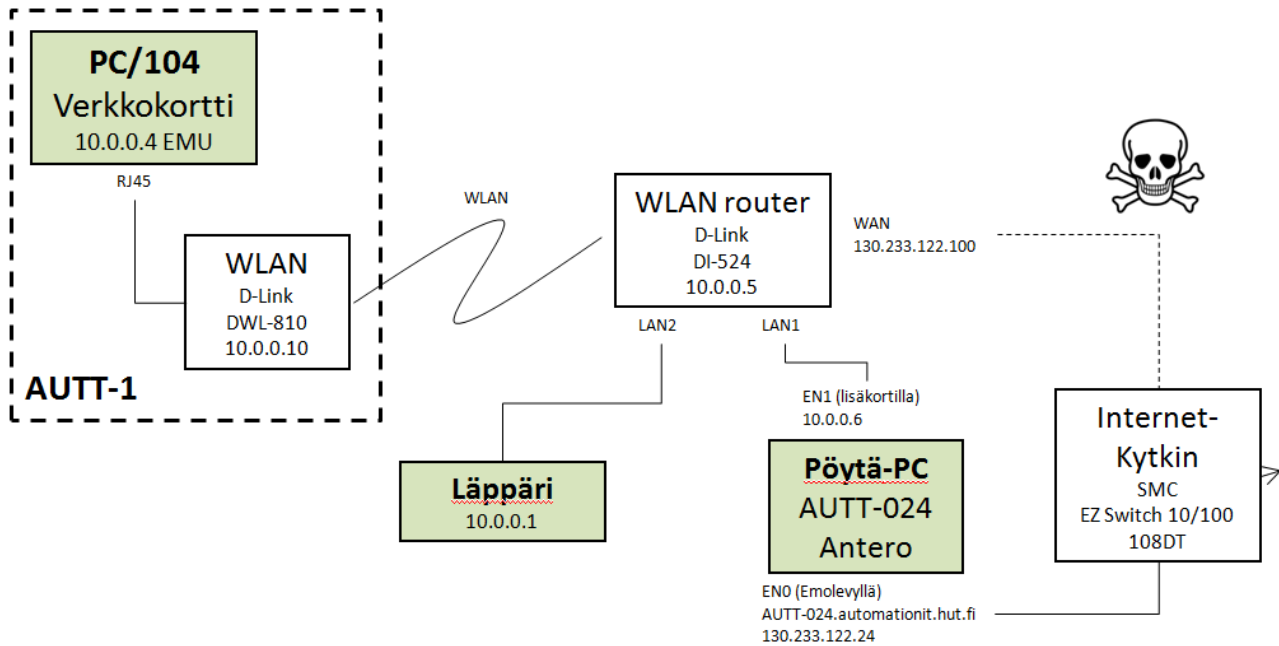 PC/104
Verkkokortti
10.0.0.4 EMU
RJ45
WLAN
D-Link
DWL-810
10.0.0.10
AUTT-1
WLAN
WLAN router
D-Link
DI-524
10.0.0.5
WAN
130.233.122.100
LAN2
LAN1
EN1 (lisäkortilla)
10.0.0.6
Läppäri
10.0.0.1
Pöytä-PC
AUTT-024
Antero
EN0 (Emolevyllä)
AUTT-024.automationit.hut.fi
130.233.122.24
Internet-
Kytkin
SMC
EZ Switch 10/100
108DT